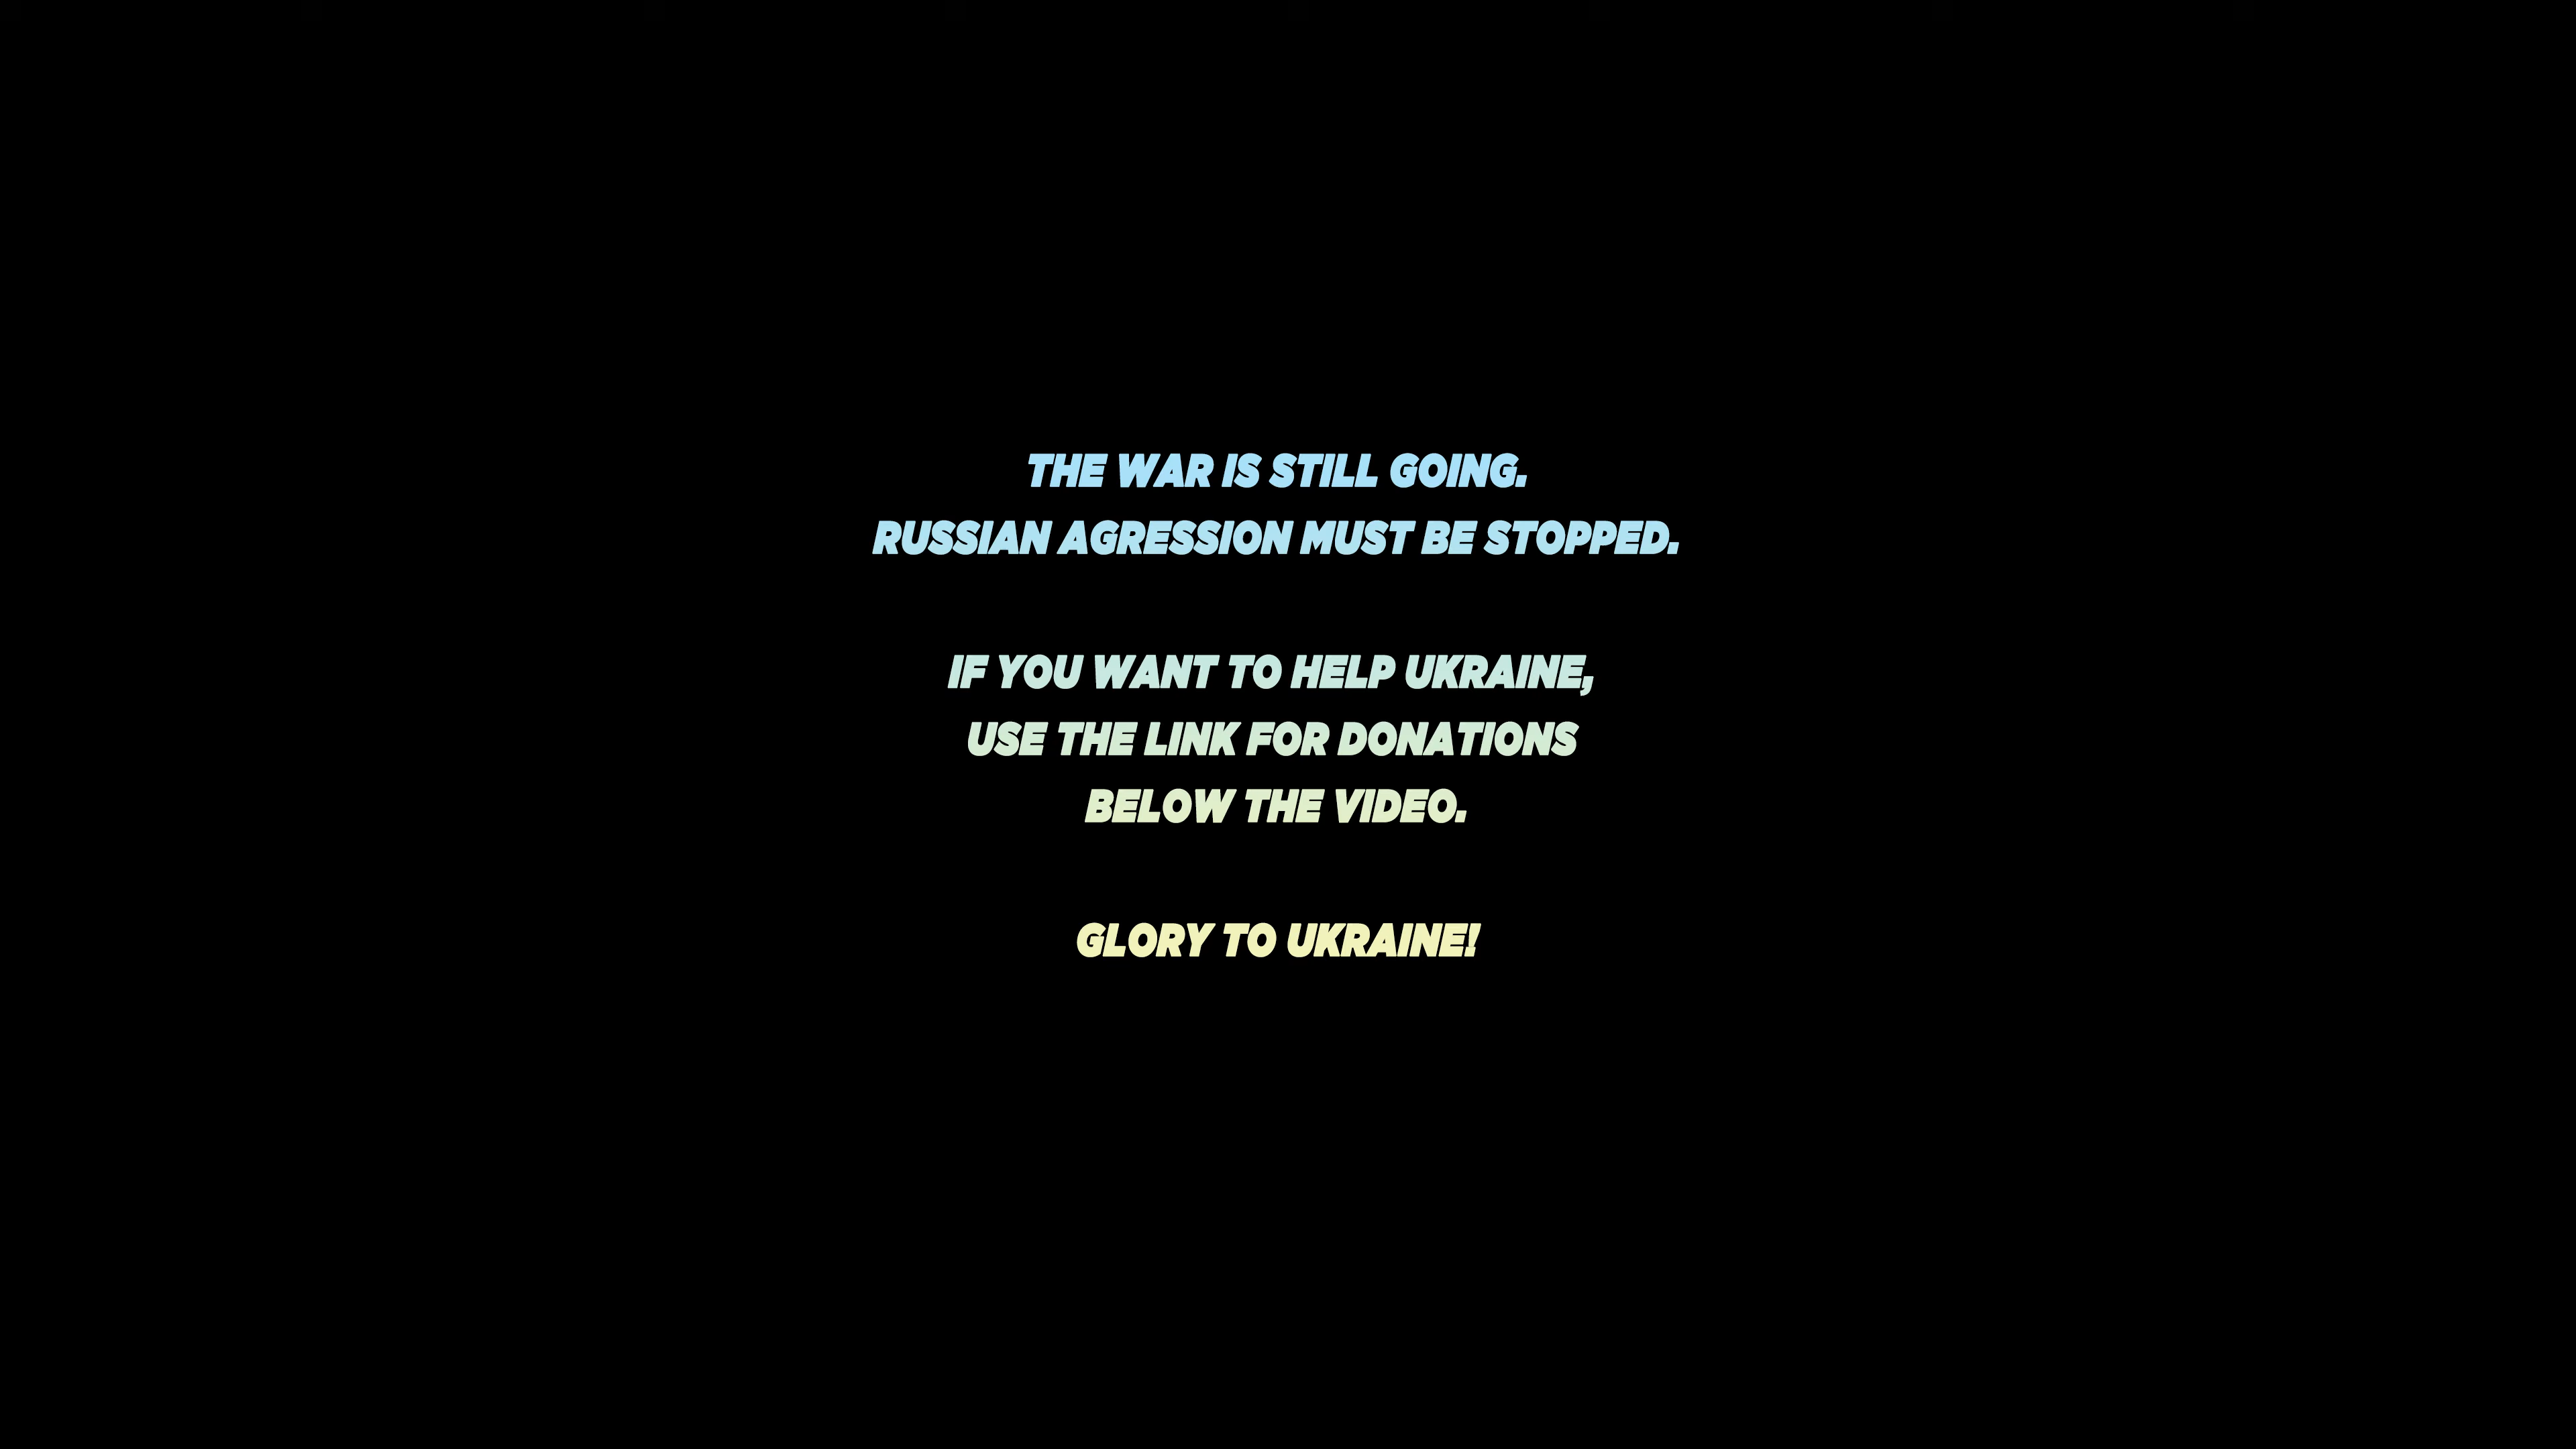 THE WAR IS STILL GOING.
RUSSIAN AGRESSION MUST BE STOPPED.
IF YOU WANT TO HELP UKRAINE,
USE THE LINK FOR DONATIONS
BELOW THE VIDEO.
GLORY TO UKRAINE!